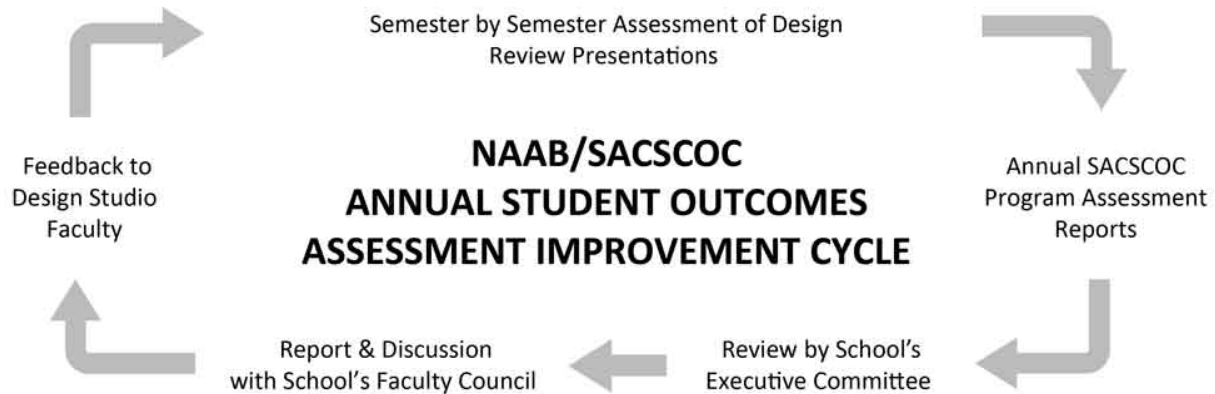 Semester by Semester Assessment of Design
Review Presentations
Feedback to
Design Studio
Faculty
NAAB/SACSCOC
ANNUAL STUDENT OUTCOMES
ASSESSMENT IMPROVEMENT CYCLE
Annual SACSCOC
Program Assessment
Reports
Report & Discussion
with School's Faculty Council
Review by School's
Executive Committee